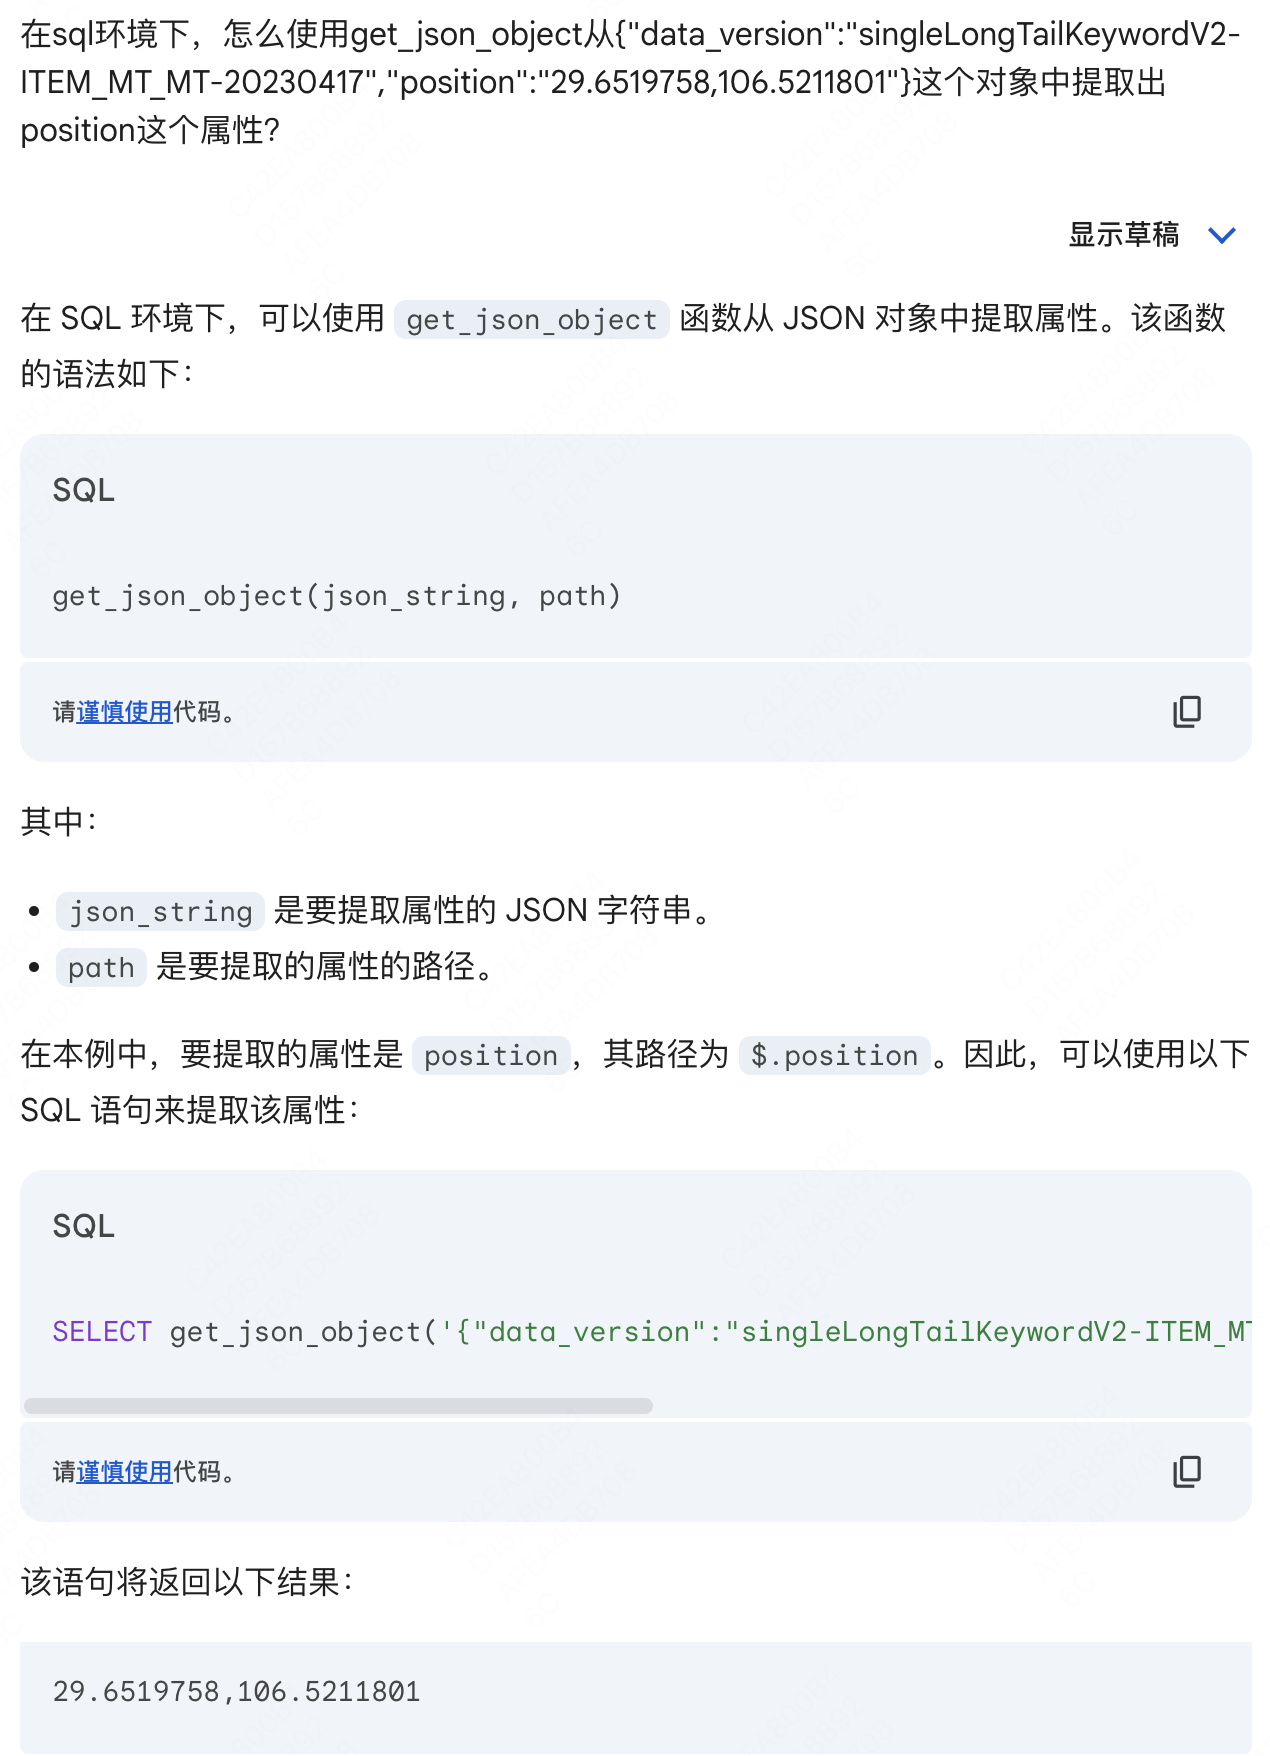 在sql环境下，怎么使用get_json_object从{"data_version":"singleLongTailKeywordV2-
ITEM_MT_MT-20230417","position":"29.6519758,106.5211801"}这个对象中提取出
position这个属性?
显示草稿
在 SQL 环境下，可以使用 get_json_object 函数从 JSON 对象中提取属性。该函数
的语法如下：
SQL
get_json_object(json_string, path)
请谨慎使用代码。
其中：
• json_string 是要提取属性的 JSON 字符串。
• path 是要提取的属性的路径。
在本例中，要提取的属性是 position，其路径为 $.position。因此，可以使用以下
SQL 语句来提取该属性：
SQL
SELECT get_json_object('{"data_version":"singleLongTailKeywordV2-ITEM_MT
请谨慎使用代码。
该语句将返回以下结果：
29.6519758,106.5211801